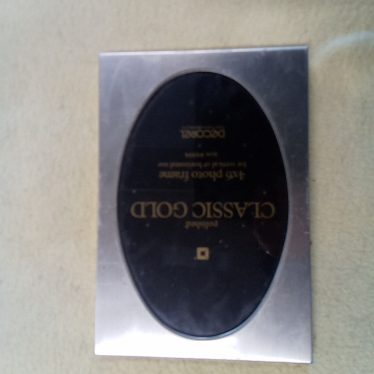 polished
CLASSIC GOLD
4x6 photo frame
for vertical or horizontal use
DECOREL